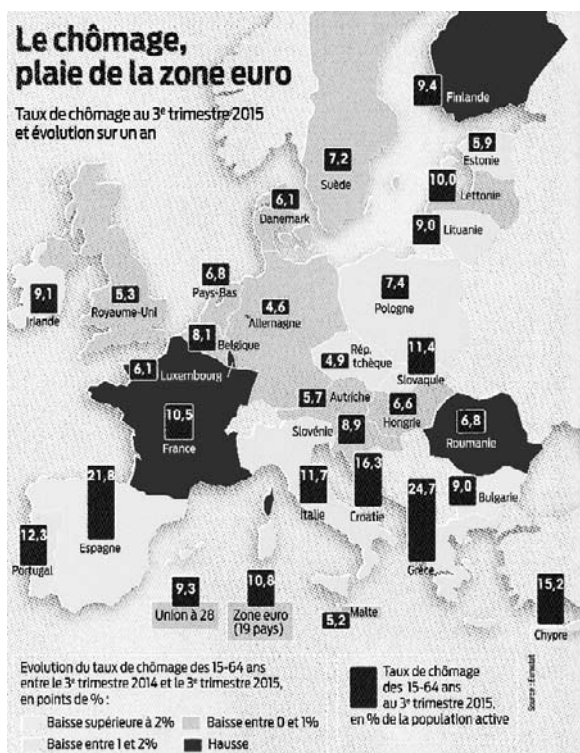 Le chômage,
plaie de la zone euro
Taux de chômage au 3e trimestre 2015
et évolution sur un an
9,4
Finlande
5,9
Estonie
7,2
Suède
10,0
Lettonie
6,1
Danemark
9,0
Lituanie
6,8
Pays-Bas
7,4
Pologne
9,1
Irlande
5,3
Royaume-Uni
4,6
Allemagne
8,1
Belgique
4,9
Rép.
tchèque
11,4
Slovaquie
6,1
Luxembourg
5,7
Autriche
6,6
Hongrie
10,5
France
Slovénie
8,9
6,8
Roumanie
21,8
Espagne
11,7
Italie
16,3
Croatie
24,7
Grèce
9,0
Bulgarie
12,3
Portugal
9,3
Union à 28
10,8
Zone euro
(19 pays)
5,2
Malte
15,2
Chypre
Evolution du taux de chômage des 15-64 ans
entre le 3e trimestre 2014 et le 3e trimestre 2015,
en points de % :
Baisse supérieure à 2%
Baisse entre 0 et 1%
Baisse entre 1 et 2%
Hausse
Taux de chômage
des 15-64 ans
au 3e trimestre 2015,
en % de la population active
Source : Eurostat